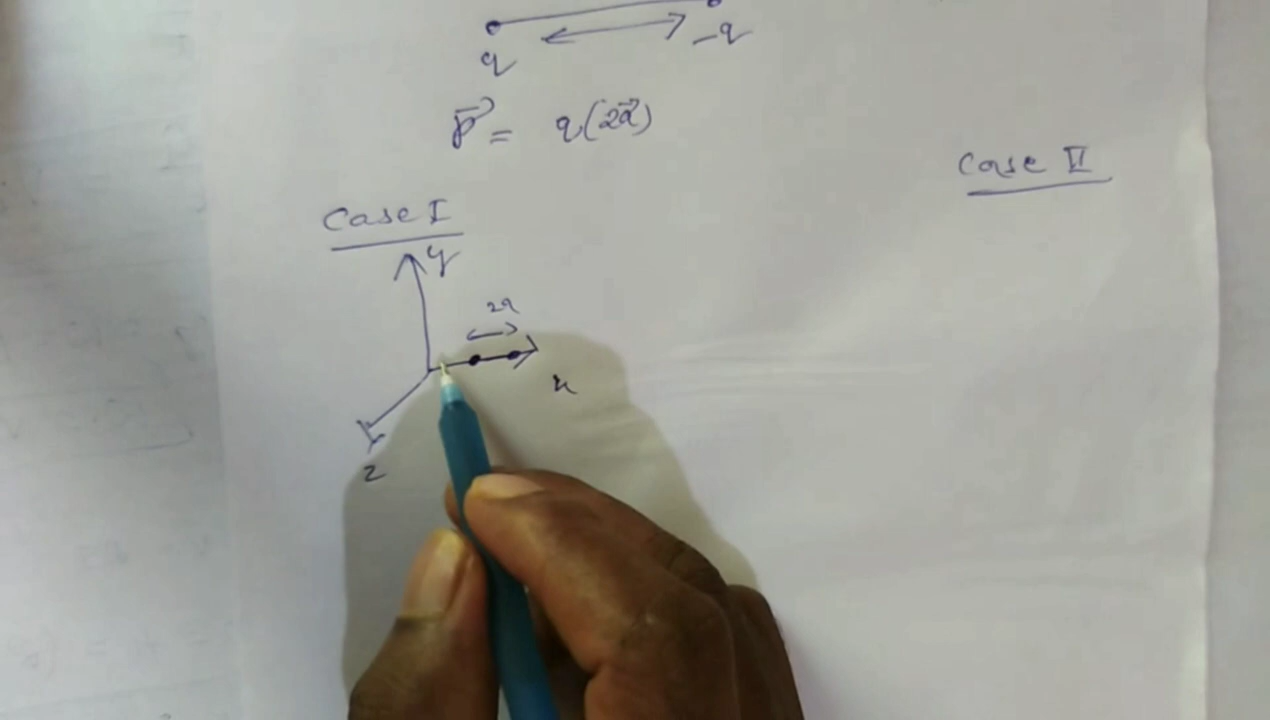 q -q
p⃗ = q(2a⃗)
Case II
Case I
y
2a
x
z